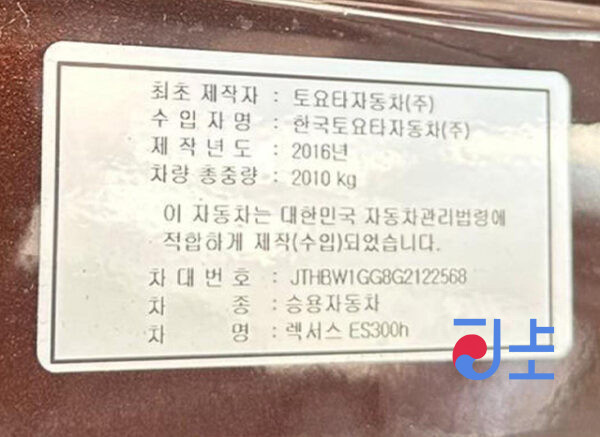 최초 제작자 : 토요타자동차(주)
수입자명 : 한국토요타자동차(주)
제작년도 : 2016년
차량 총중량 : 2010 kg
이 자동차는 대한민국 자동차관리법령에
적합하게 제작(수입)되었습니다.
차대번호 : JTHBW1GG8G2122568
차 종 : 승용자동차
차 명 : 렉서스 ES300h